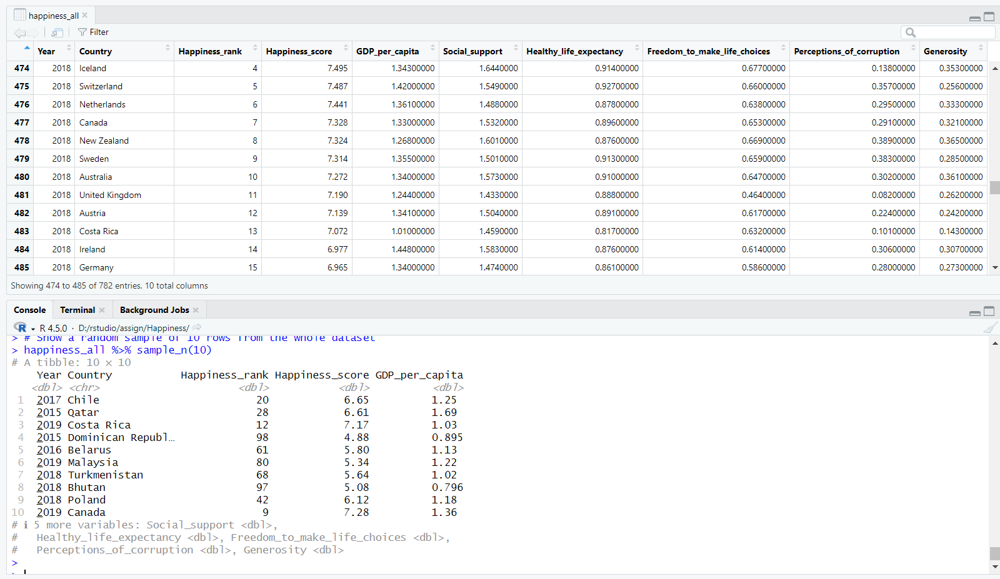 happiness_all
Filter
Year Country Happiness_rank Happiness_score GDP_per_capita Social_support Healthy_life_expectancy Freedom_to_make_life_choices Perceptions_of_corruption Generosity
474 2018 Iceland 4 7.495 1.34300000 1.6440000 0.91400000 0.67700000 0.13800000 0.35300000
475 2018 Switzerland 5 7.487 1.42000000 1.5490000 0.92700000 0.66000000 0.35700000 0.25600000
476 2018 Netherlands 6 7.441 1.36100000 1.4880000 0.87800000 0.63800000 0.29500000 0.33300000
477 2018 Canada 7 7.328 1.33000000 1.5320000 0.89600000 0.65300000 0.29100000 0.32100000
478 2018 New Zealand 8 7.324 1.26800000 1.6010000 0.87600000 0.66900000 0.38900000 0.36500000
479 2018 Sweden 9 7.314 1.35500000 1.5010000 0.91300000 0.65900000 0.38300000 0.28500000
480 2018 Australia 10 7.272 1.34000000 1.5730000 0.91000000 0.64700000 0.30200000 0.36100000
481 2018 United Kingdom 11 7.190 1.24400000 1.4330000 0.88800000 0.46400000 0.08200000 0.26200000
482 2018 Austria 12 7.139 1.34100000 1.5040000 0.89100000 0.61700000 0.22400000 0.24200000
483 2018 Costa Rica 13 7.072 1.01000000 1.4590000 0.81700000 0.63200000 0.10100000 0.14300000
484 2018 Ireland 14 6.977 1.44800000 1.5830000 0.87600000 0.61400000 0.30600000 0.30700000
485 2018 Germany 15 6.965 1.34000000 1.4740000 0.86100000 0.58600000 0.28000000 0.27300000
Showing 474 to 485 of 782 entries, 10 total columns
Console Terminal Background Jobs
R R 4.5.0 · D:/rstudio/assign/Happiness/
> # Show a random sample of 10 rows from the whole dataset
> happiness_all %>% sample_n(10)
# A tibble: 10 × 10
Year Country Happiness_rank Happiness_score GDP_per_capita
<dbl> <chr> <dbl> <dbl> <dbl>
1 2017 Chile 20 6.65 1.25
2 2015 Qatar 28 6.61 1.69
3 2019 Costa Rica 12 7.17 1.03
4 2015 Dominican Republ… 98 4.88 0.895
5 2016 Belarus 61 5.80 1.13
6 2019 Malaysia 80 5.34 1.22
7 2018 Turkmenistan 68 5.64 1.02
8 2018 Bhutan 97 5.08 0.796
9 2018 Poland 42 6.12 1.18
10 2019 Canada 9 7.28 1.36
# ℹ 5 more variables: Social_support <dbl>,
# Healthy_life_expectancy <dbl>, Freedom_to_make_life_choices <dbl>,
# Perceptions_of_corruption <dbl>, Generosity <dbl>
>
>